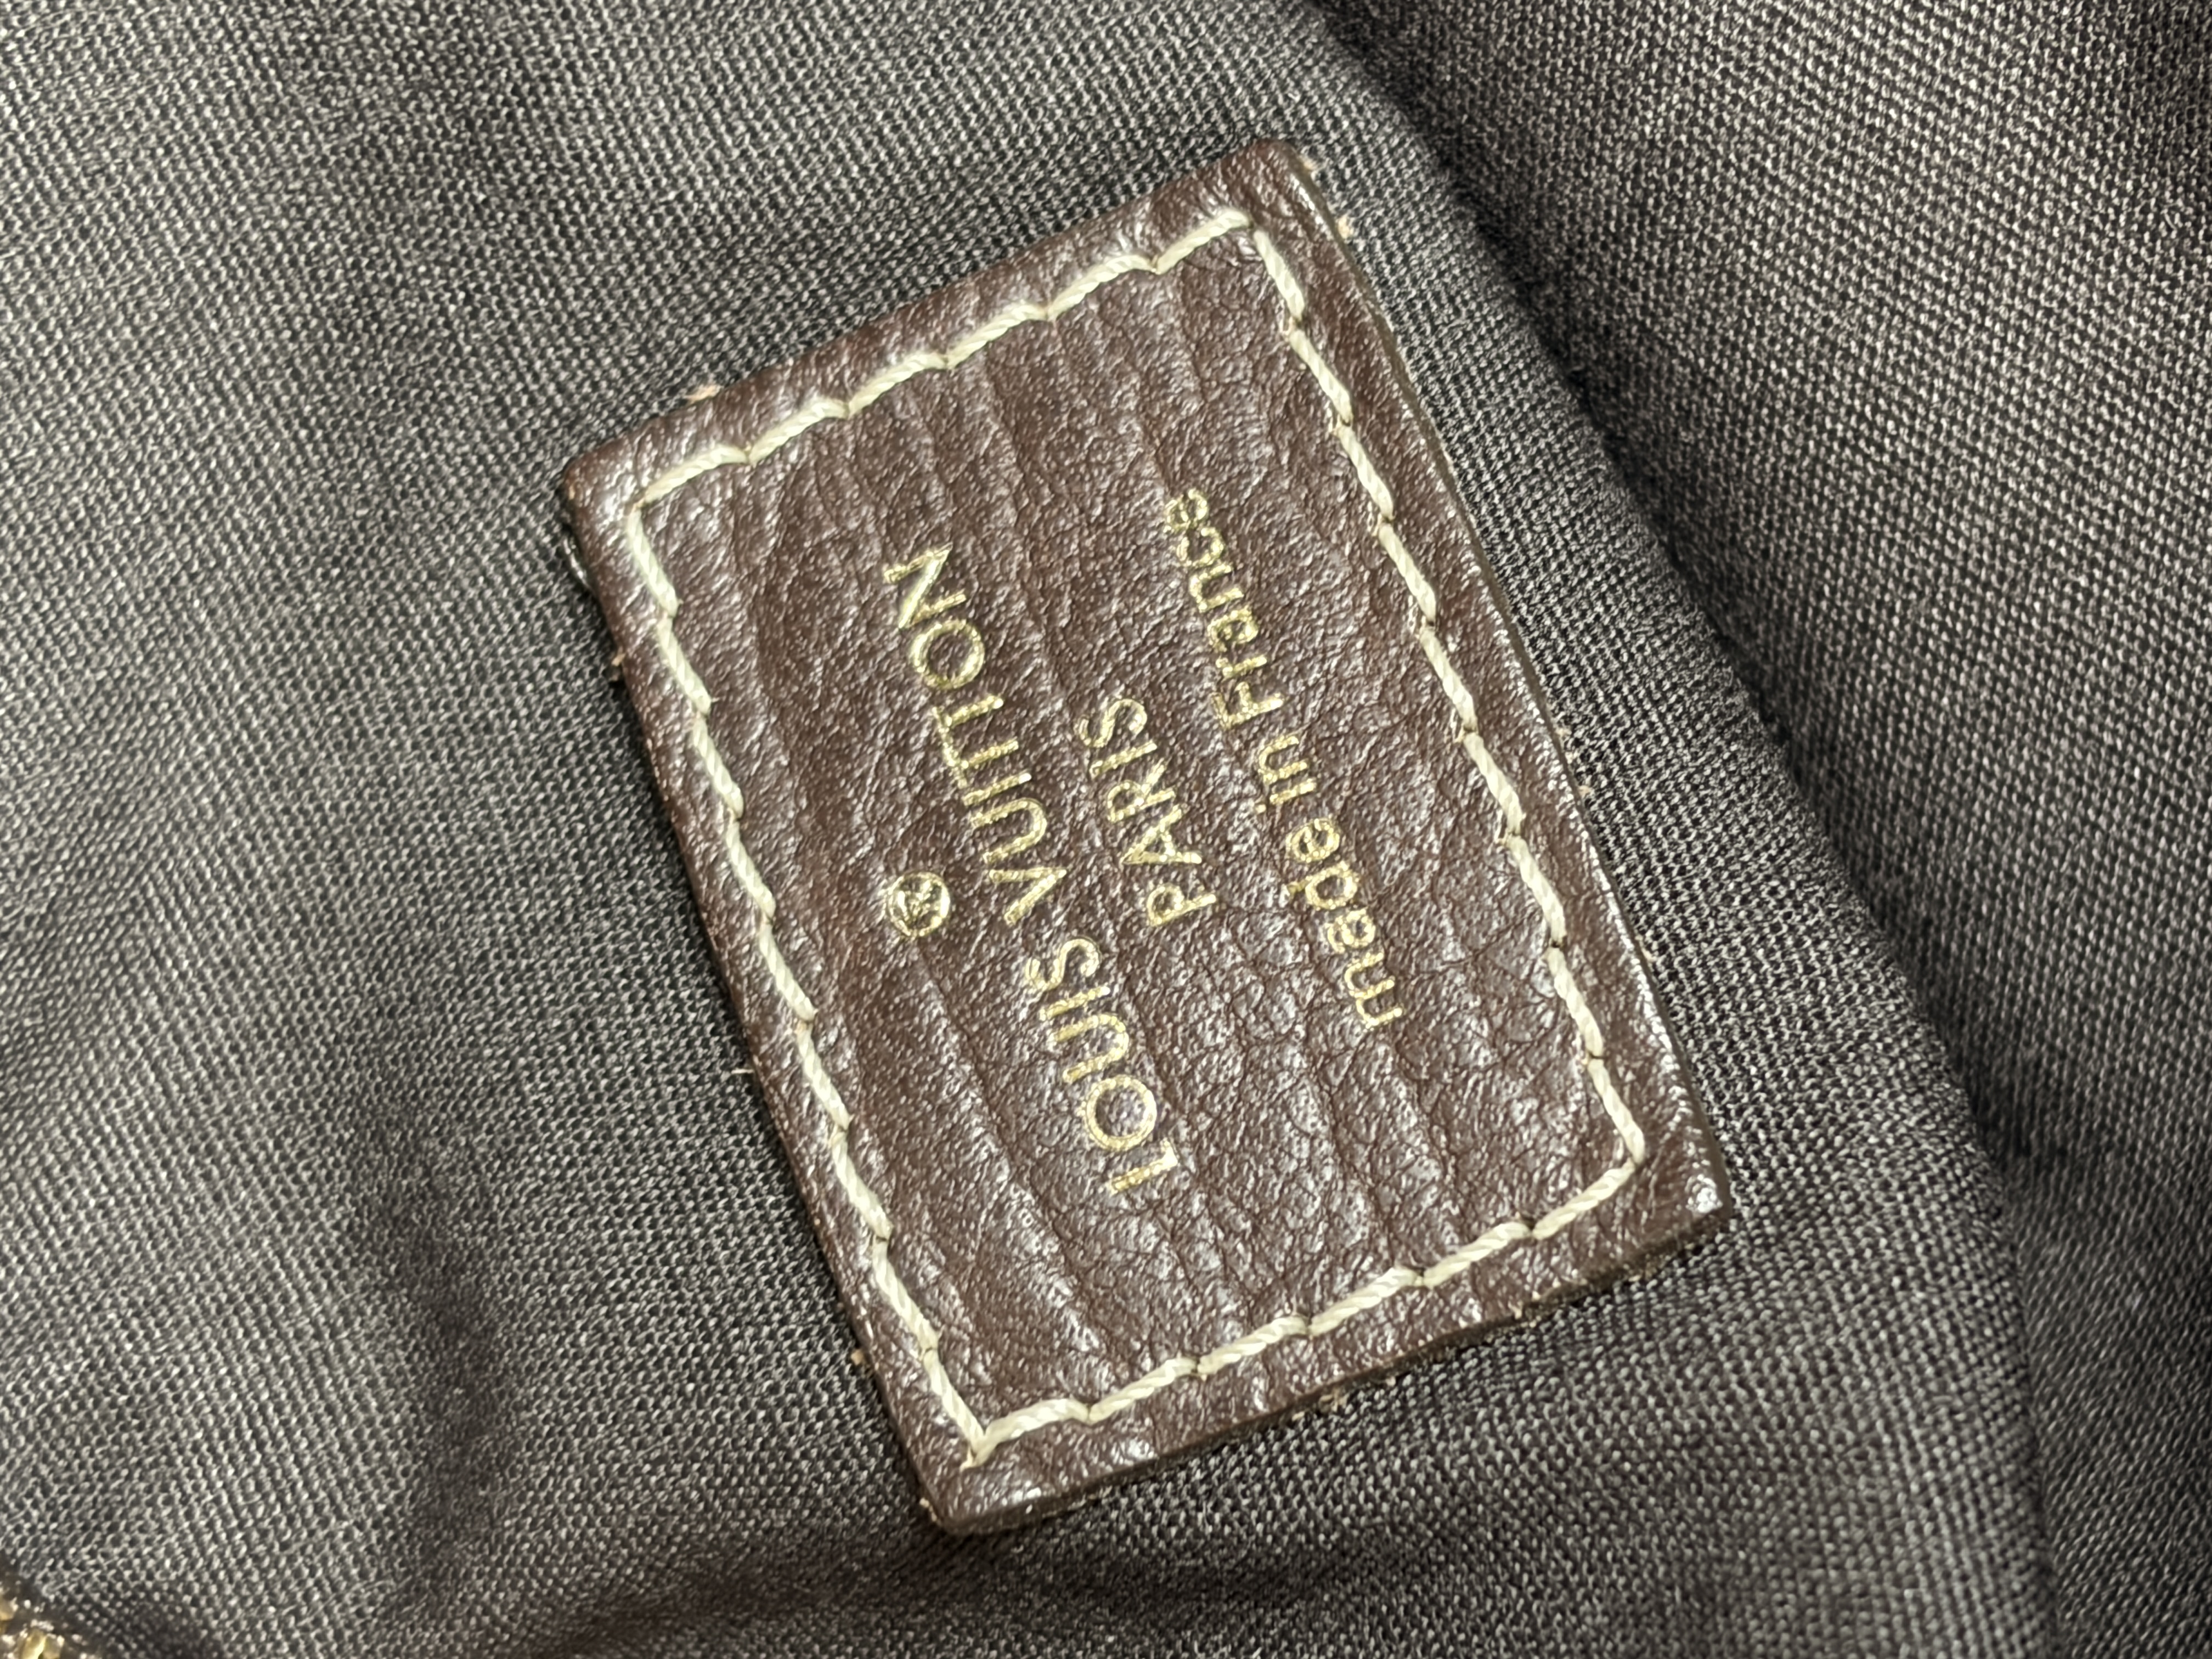 ®
LOUIS VUITTON
PARIS
made in France